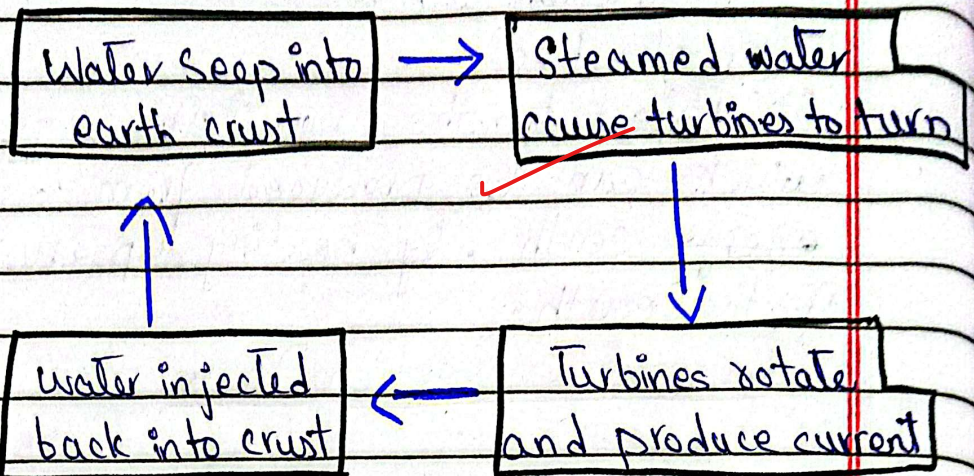 Water Seep into
earth crust
Steamed water
cause turbines to turn
Turbines rotate
and produce current
water injected
back into crust